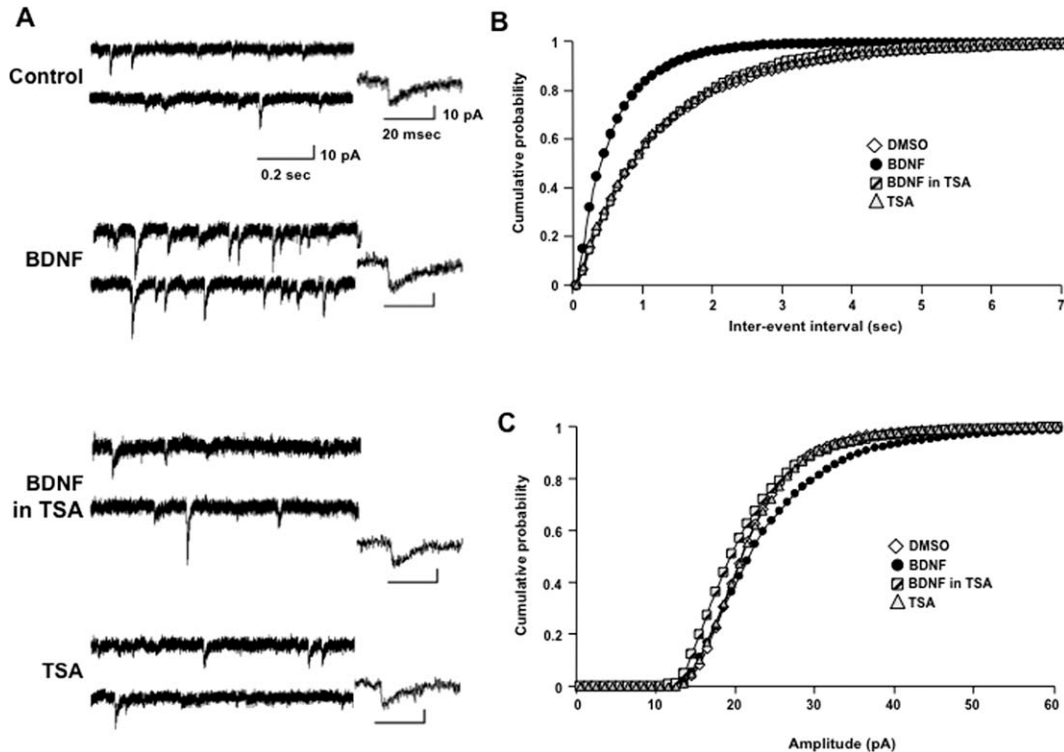 A
Control
10 pA
20 msec
10 pA
0.2 sec
BDNF
BDNF
in TSA
TSA
B
Cumulative probability
1
0.8
0.6
0.4
0.2
0
DMSO
BDNF
BDNF in TSA
TSA
0 1 2 3 4 5 6 7
Inter-event interval (sec)
C
Cumulative probability
1
0.8
0.6
0.4
0.2
0
DMSO
BDNF
BDNF in TSA
TSA
0 10 20 30 40 50 60
Amplitude (pA)